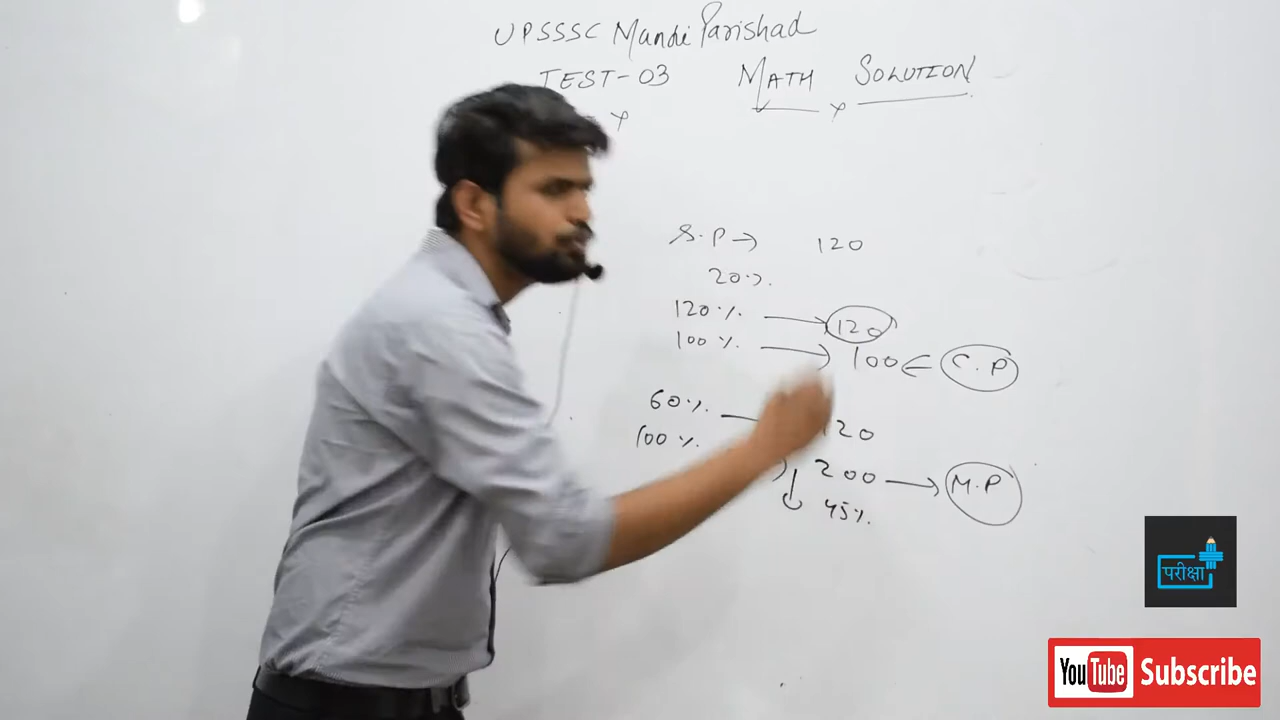 UPSSSC Mandi Parishad
TEST-03 MATH SOLUTION
S.P → 120
20%
120% → 120
100% → 100 ← C.P
60% — 120
100% 200 → M.P
45%
परीक्षा
YouTube Subscribe